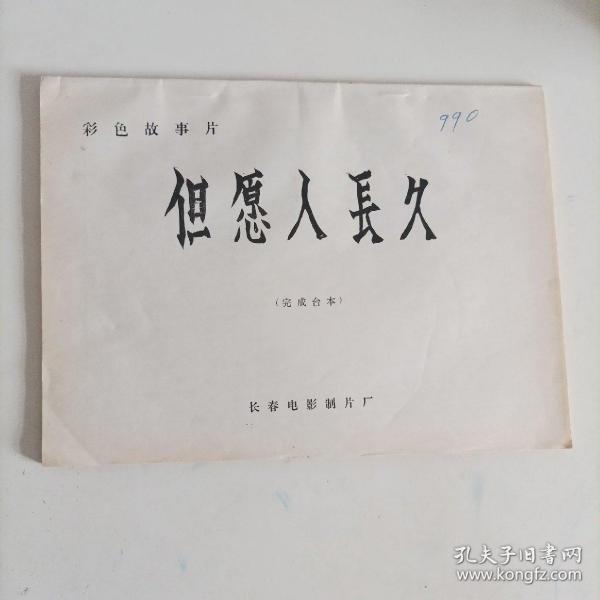 彩色故事片
990
但愿人長久
（完成台本）
长春电影制片厂
孔夫子旧書网
www.kongfz.com